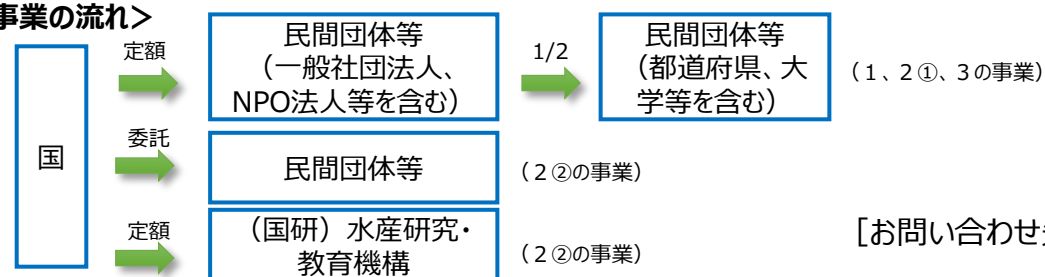 事業の流れ>
国
定額
民間団体等
（一般社団法人、
NPO法人等を含む）
1/2
民間団体等
（都道府県、大
学等を含む）
（１、２①、３の事業）
委託
民間団体等
（２②の事業）
定額
（国研）水産研究・
教育機構
（２②の事業）
［お問い合わせ